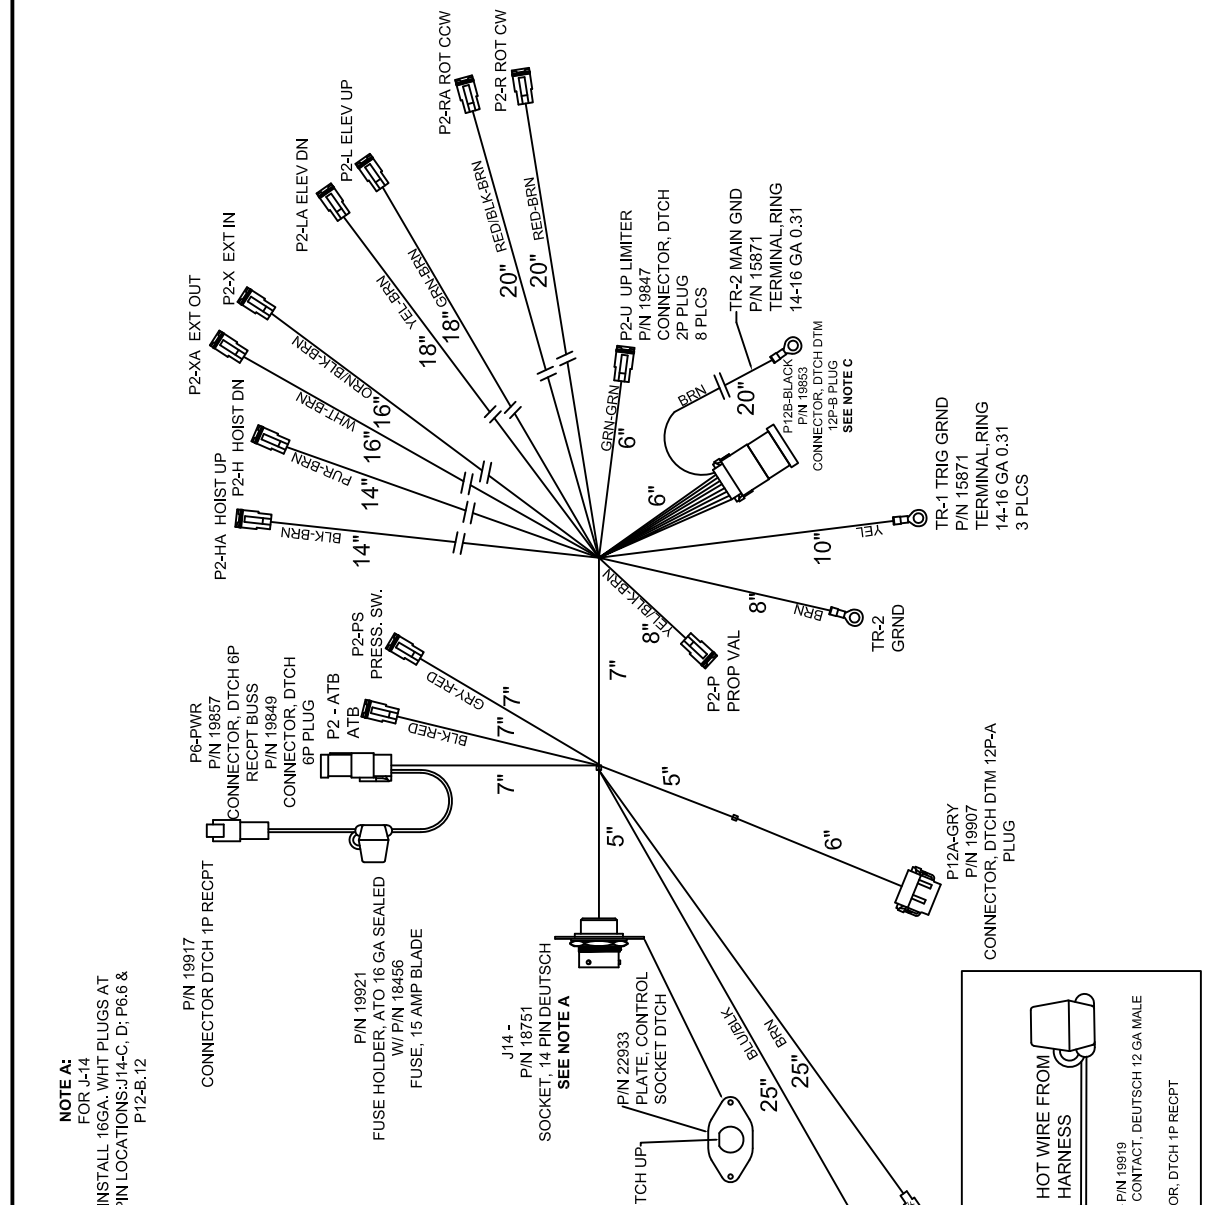 P2-RA ROT CCW
P2-R ROT CW
P2-L ELEV UP
P2-LA ELEV DN
P2-X EXT IN
P2-XA EXT OUT
P2-H HOIST DN
P2-HA HOIST UP
RED/BLK-BRN
20"
RED-BRN
20"
GRN-BRN
18"
YEL-BRN
18"
ORN/BLK-BRN
16"
WHT-BRN
16"
PUR-BRN
14"
BLK-BRN
14"
P2-U UP LIMITER
P/N 19847
CONNECTOR, DTCH
2P PLUG
8 PLCS
GRN-GRN
6"
TR-2 MAIN GND
P/N 15871
TERMINAL,RING
14-16 GA 0.31
BRN
20"
P12B-BLACK
P/N 19853
CONNECTOR, DTCH DTM
12P-B PLUG
SEE NOTE C
6"
TR-1 TRIG GRND
P/N 15871
TERMINAL,RING
14-16 GA 0.31
3 PLCS
YEL
10"
TR-2
GRND
BRN
8"
P2-P
PROP VAL
YEL/BLK-BRN
8"
7"
P2-PS
PRESS. SW.
GRY-RED
7"
P2 - ATB
ATB
BLK-RED
7"
P6-PWR
P/N 19857
CONNECTOR, DTCH 6P
RECPT BUSS
P/N 19849
CONNECTOR, DTCH
6P PLUG
7"
P/N 19917
CONNECTOR DTCH 1P RECPT
P/N 19921
FUSE HOLDER, ATO 16 GA SEALED
W/ P/N 18456
FUSE, 15 AMP BLADE
5"
5"
6"
P12A-GRY
P/N 19907
CONNECTOR, DTCH DTM 12P-A
PLUG
J14 -
P/N 18751
SOCKET, 14 PIN DEUTSCH
SEE NOTE A
P/N 22933
PLATE, CONTROL
SOCKET DTCH
TCH UP
BLU/BLK
25"
BRN
25"
NOTE A:
FOR J-14
INSTALL 16GA. WHT PLUGS AT
PIN LOCATIONS:J14-C, D; P6.6 &
P12-B.12
HOT WIRE FROM
HARNESS
P/N 19919
CONTACT, DEUTSCH 12 GA MALE
OR, DTCH 1P RECPT